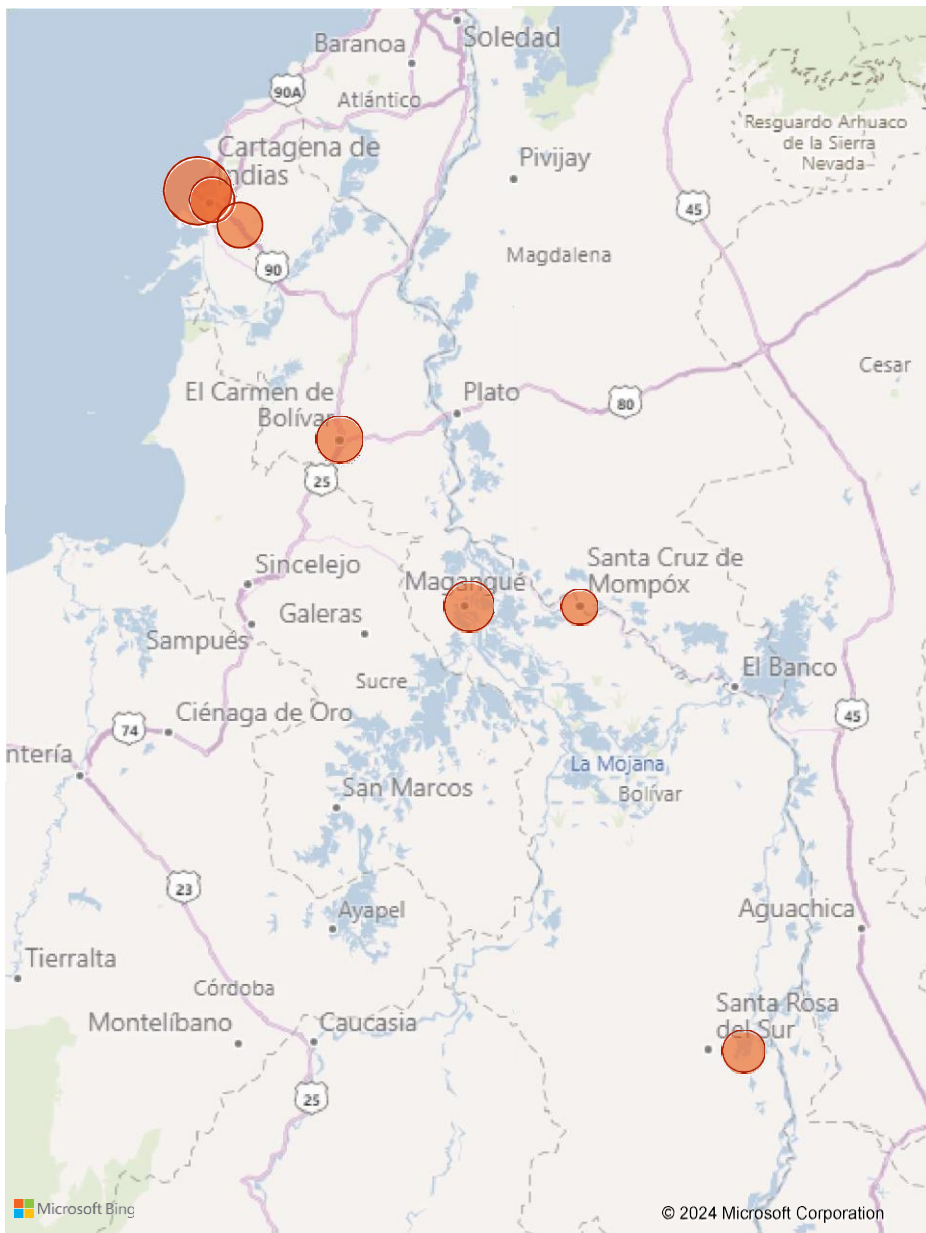 Baranoa
Soledad
90A
Atlántico
Resguardo Arhuaco
de la Sierra
Nevada
Cartagena de
Indias
Pivijay
45
Magdalena
90
Cesar
El Carmen de
Bolívar
Plato
80
25
Sincelejo
Santa Cruz de
Mompóx
Magangué
Galeras
Sampués
Sucre
El Banco
Ciénaga de Oro
74
45
ntería
La Mojana
San Marcos
Bolívar
23
Ayapel
Aguachica
Tierralta
Córdoba
Santa Rosa
del Sur
Montelíbano
Caucasia
25
Microsoft Bing
© 2024 Microsoft Corporation